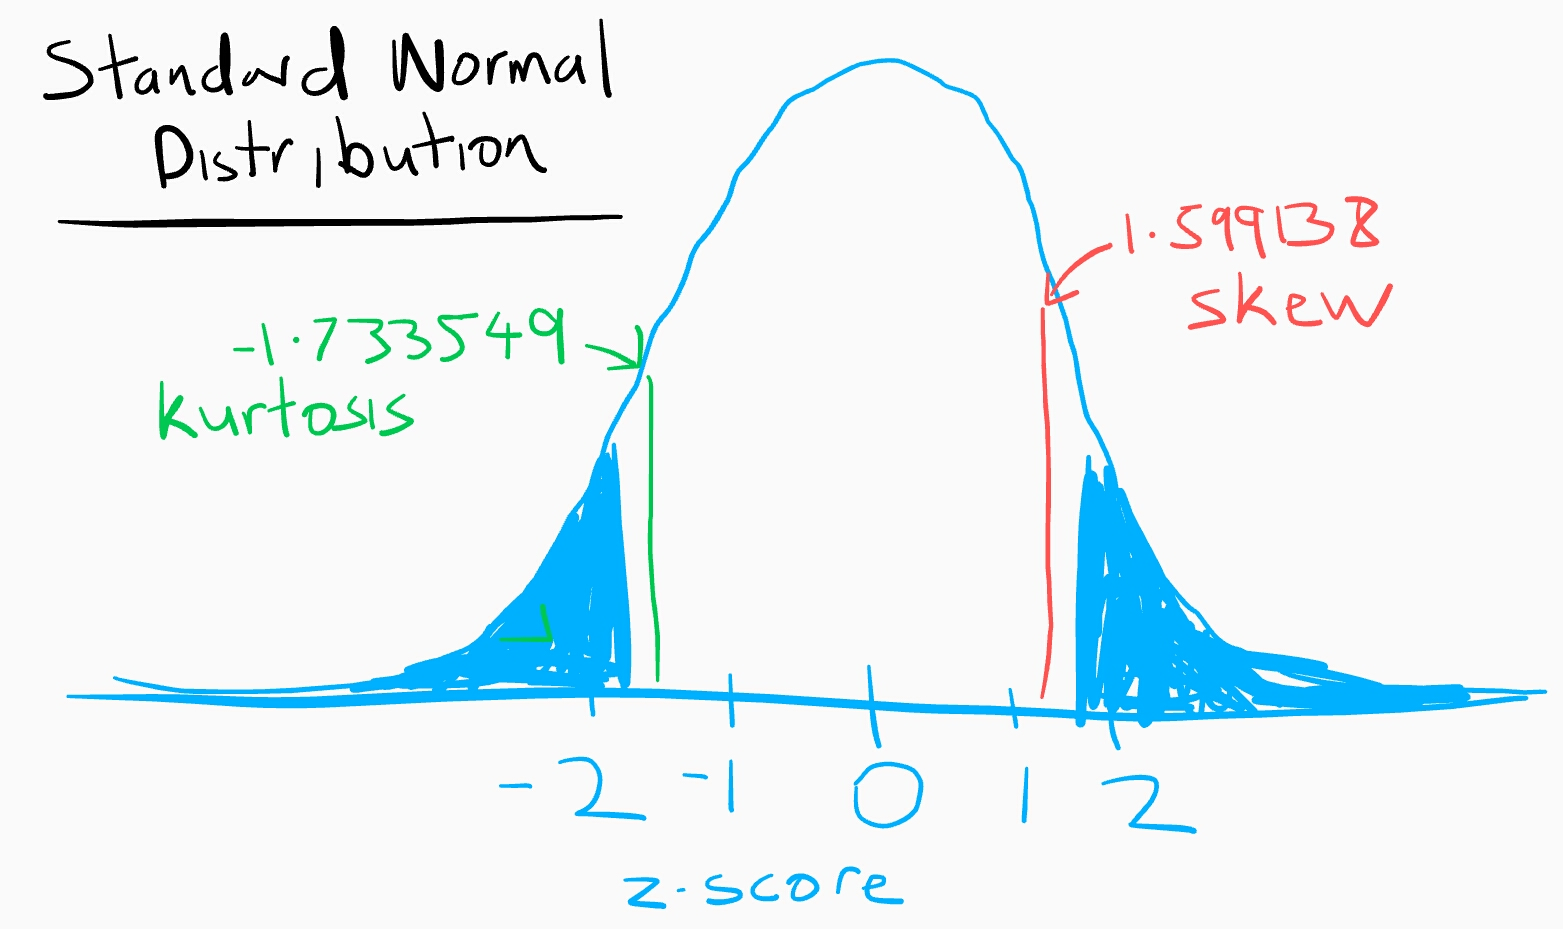 Standard Normal
Distribution
1.599138
skew
-1.733549
kurtosis
-2 -1 0 1 2
z-score